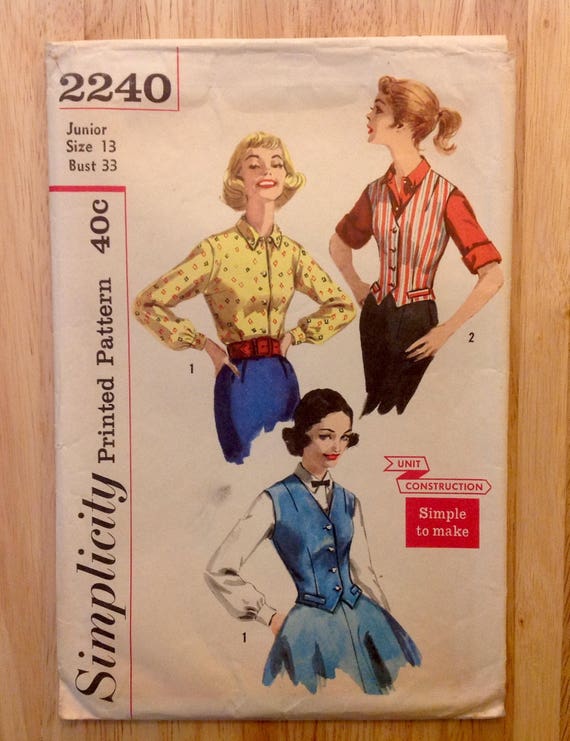 2240
Junior
Size 13
Bust 33
40c
Simplicity
Printed Pattern
1
2
1
UNIT
CONSTRUCTION
Simple
to make